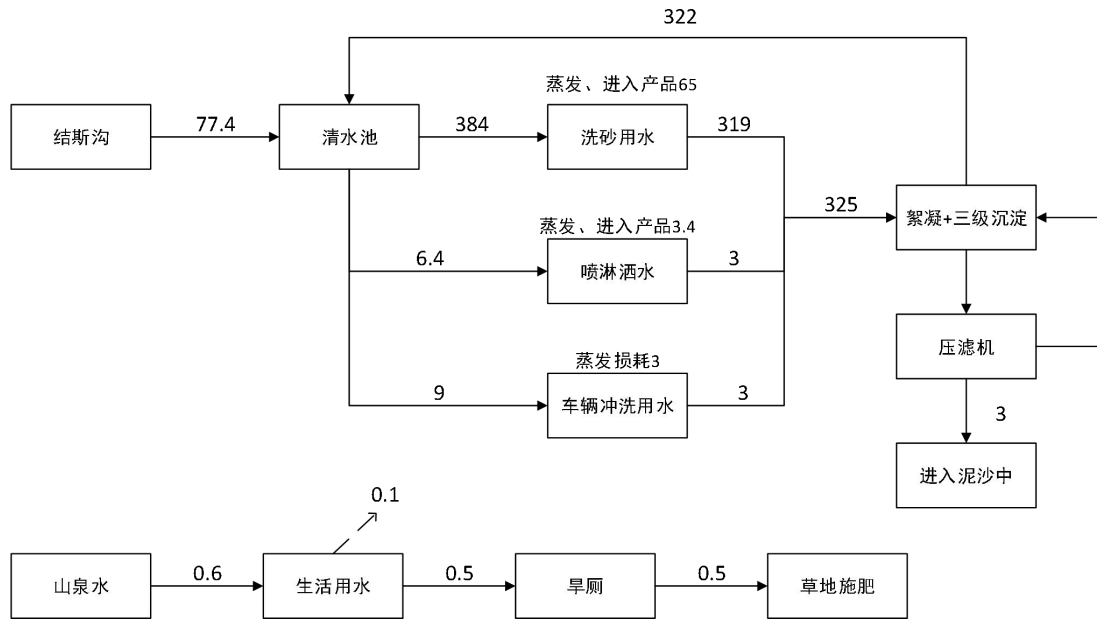 322
蒸发、进入产品65
结斯沟
77.4
清水池
384
洗砂用水
319
蒸发、进入产品3.4
325
絮凝+三级沉淀
6.4
喷淋洒水
3
压滤机
蒸发损耗3
9
车辆冲洗用水
3
3
进入泥沙中
0.1
山泉水
0.6
生活用水
0.5
旱厕
0.5
草地施肥